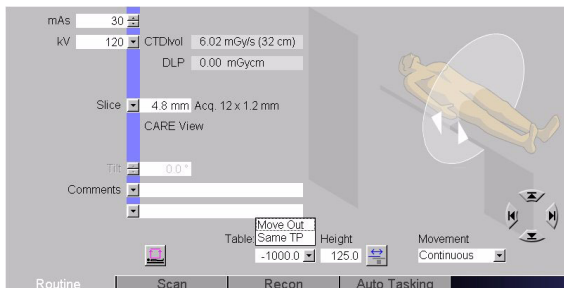 mAs 30
kV 120 CTDIvol 6.02 mGy/s (32 cm)
DLP 0.00 mGycm
Slice 4.8 mm Acq. 12 x 1.2 mm
CARE View
Tilt 0.0 °
Comments
Move Out
Table: Same TP Height Movement
-1000.0 125.0 Continuous
Routine Scan Recon Auto Tasking